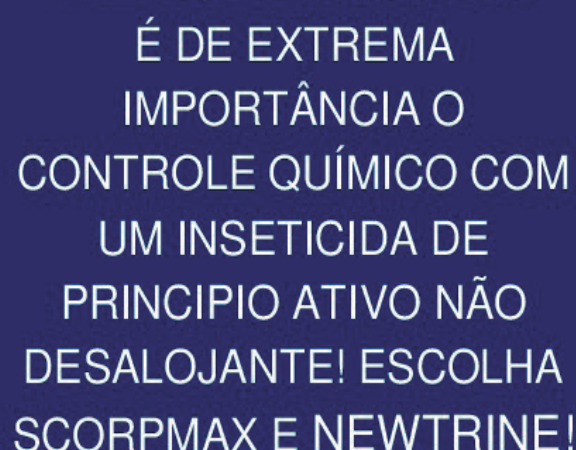 É DE EXTREMA
IMPORTÂNCIA O
CONTROLE QUÍMICO COM
UM INSETICIDA DE
PRINCIPIO ATIVO NÃO
DESALOJANTE! ESCOLHA
SCORPMAX E NEWTRINE!